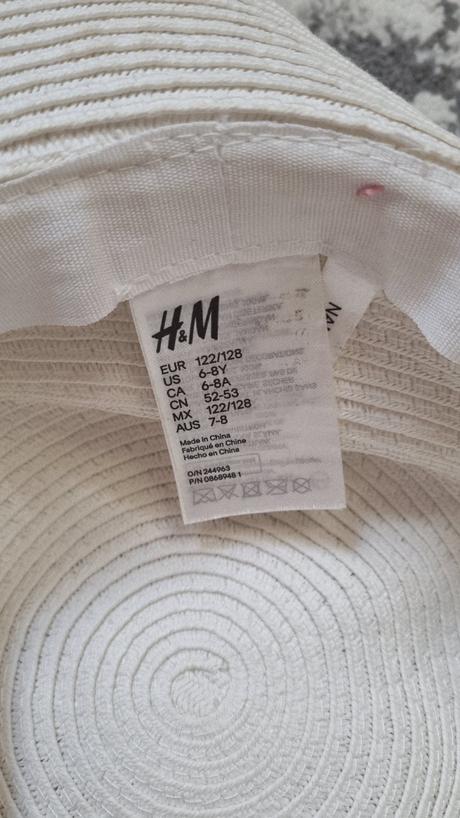 H&M
EUR 122/128
US 6-8Y
CA 6-8A
CN 52-53
MX 122/128
AUS 7-8
Made in China
Fabriqué en Chine
Hecho en China
O/N 244963
P/N 0868948 1